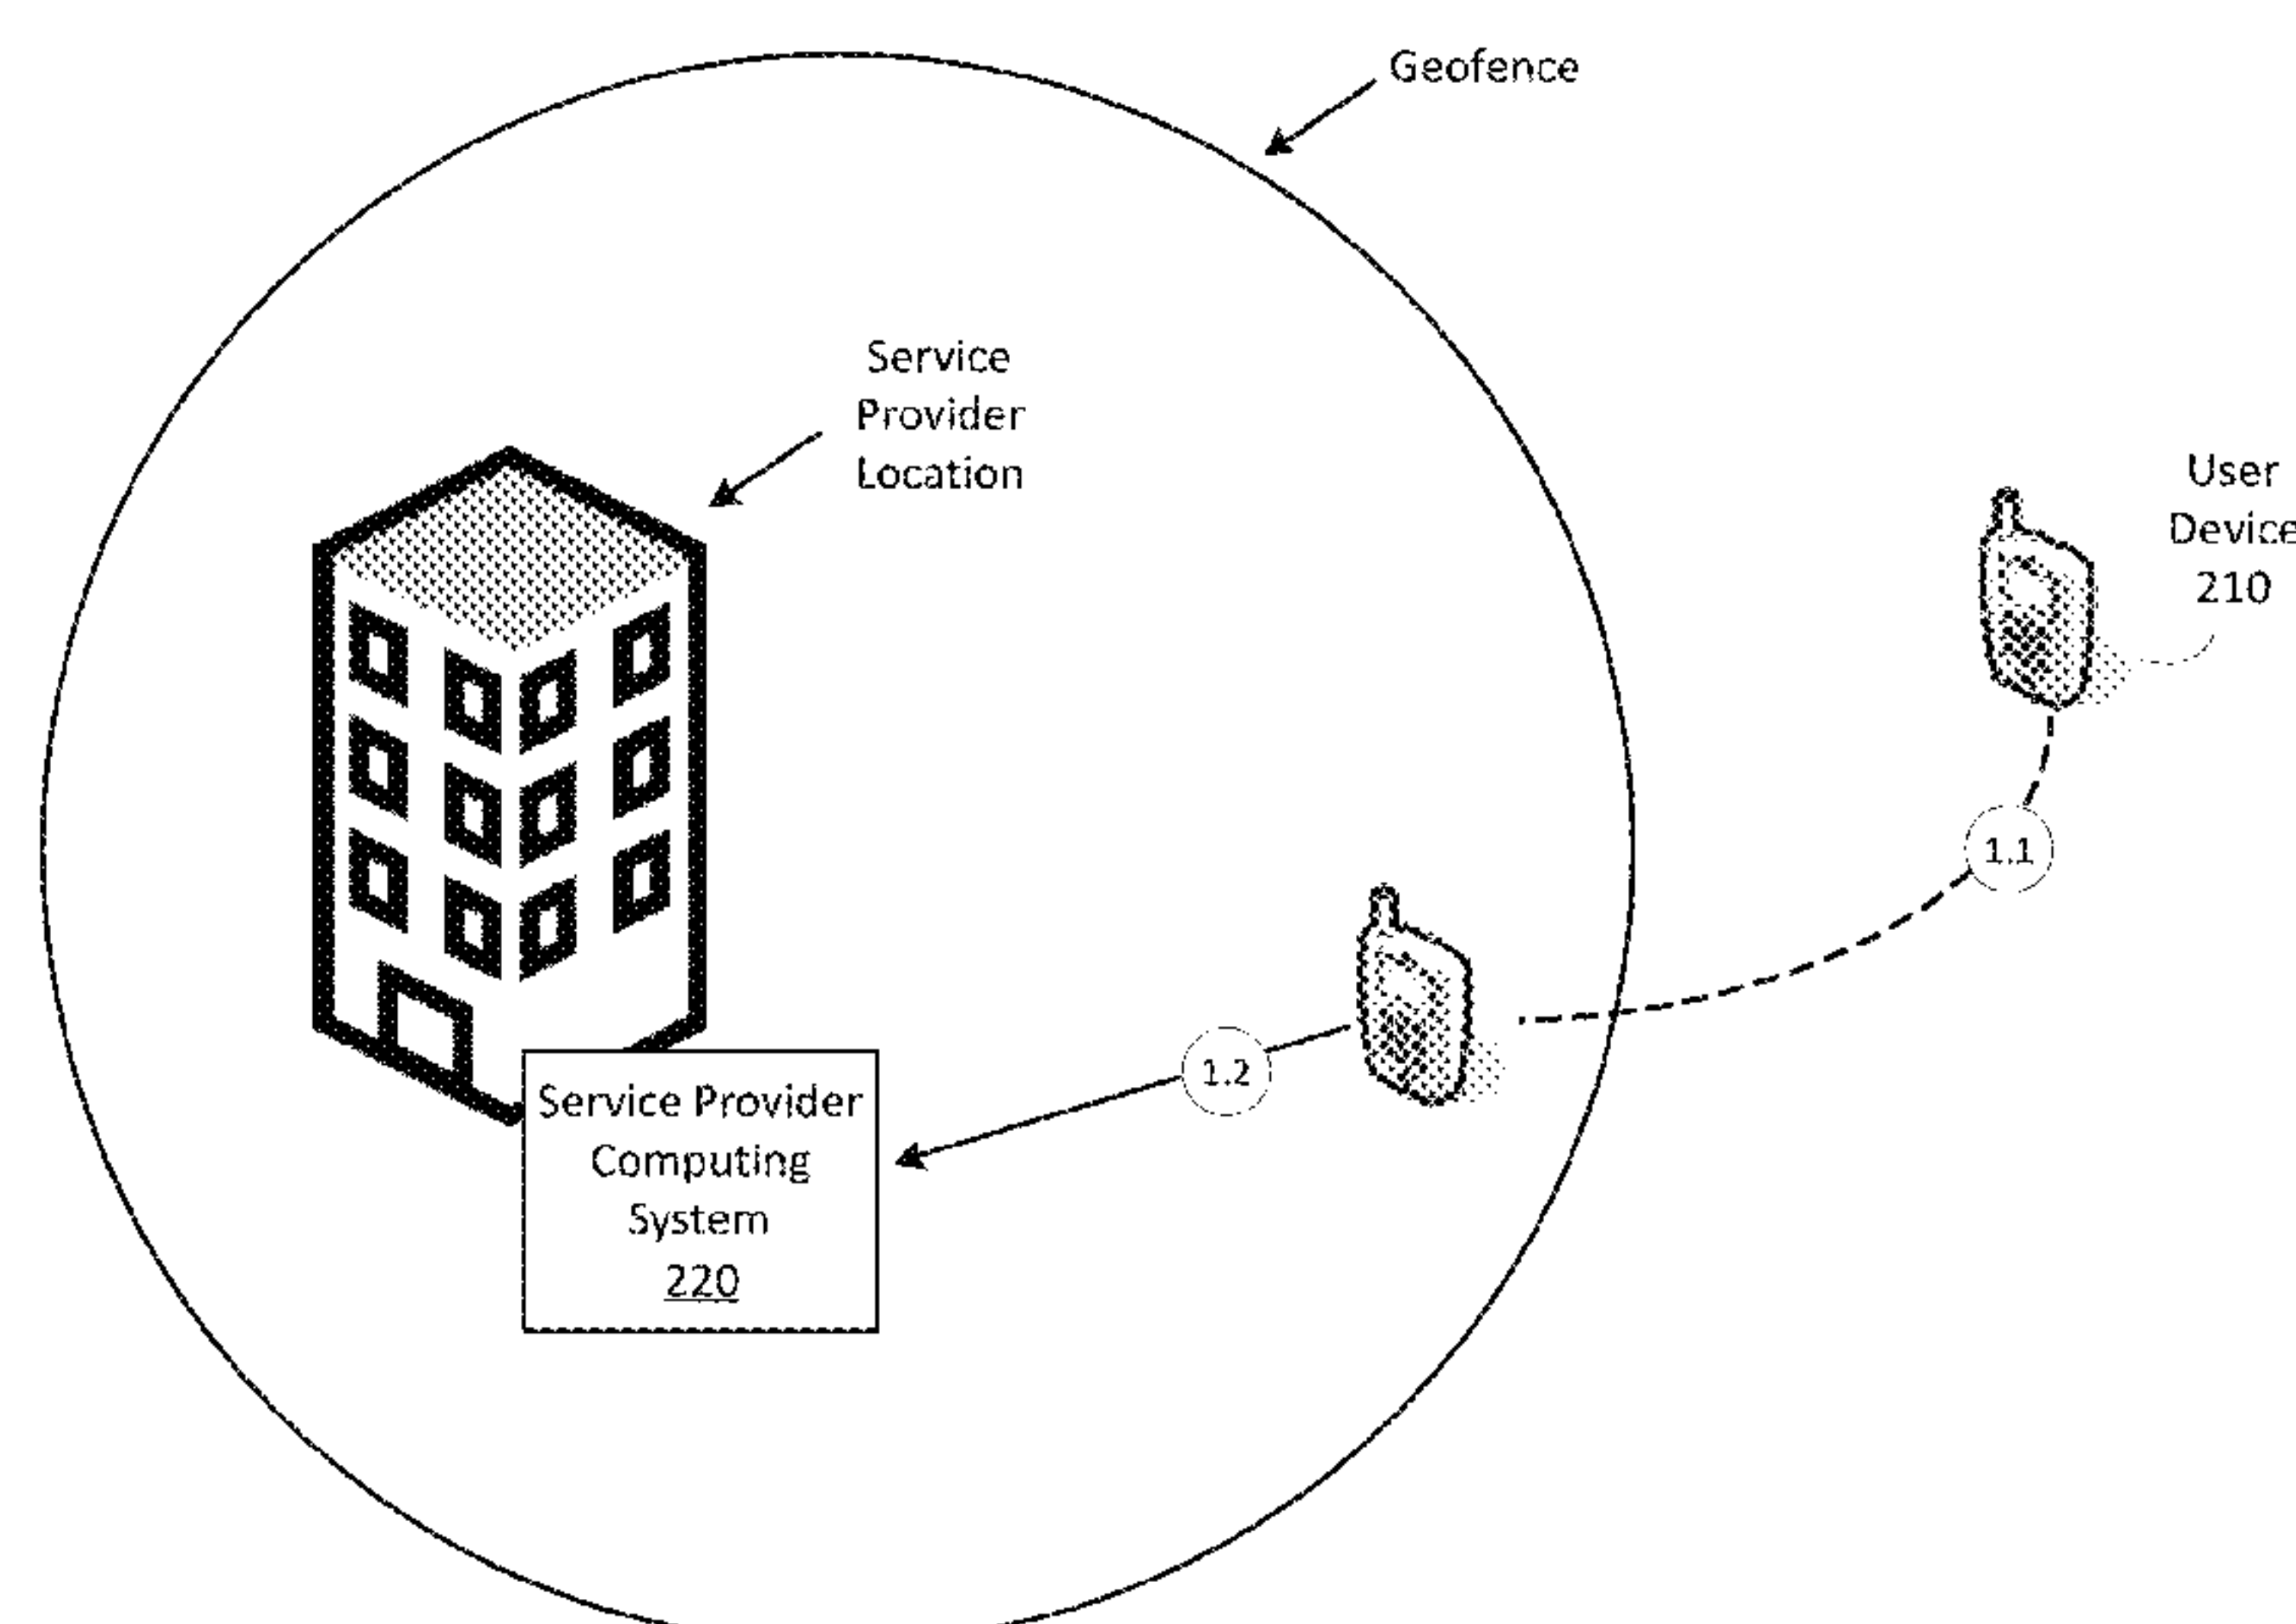 Geofence
Service
Provider
Location
User
Device
210
1.1
1.2
Service Provider
Computing
System
220